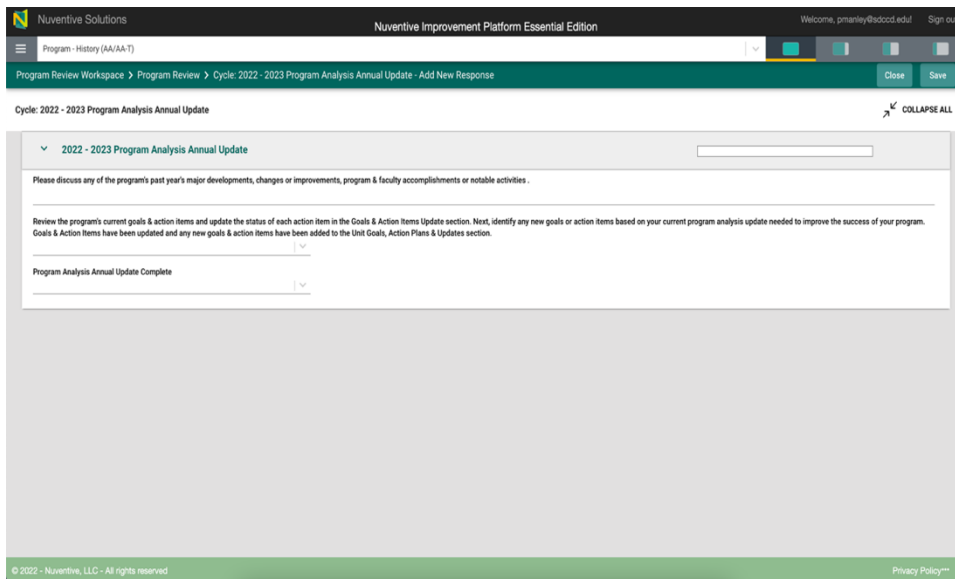 Nuventive Solutions
Nuventive Improvement Platform Essential Edition
Welcome, pmanley@sdccd.edu!
Sign ou
Program - History (AA/AA-T)
Program Review Workspace > Program Review > Cycle: 2022 - 2023 Program Analysis Annual Update - Add New Response
Close
Save
Cycle: 2022 - 2023 Program Analysis Annual Update
COLLAPSE ALL
2022 - 2023 Program Analysis Annual Update
Please discuss any of the program's past year's major developments, changes or improvements, program & faculty accomplishments or notable activities .
Review the program's current goals & action items and update the status of each action item in the Goals & Action Items Update section. Next, identify any new goals or action items based on your current program analysis update needed to improve the success of your program.
Goals & Action Items have been updated and any new goals & action items have been added to the Unit Goals, Action Plans & Updates section.
Program Analysis Annual Update Complete
© 2022 - Nuventive, LLC - All rights reserved
Privacy Policy•••